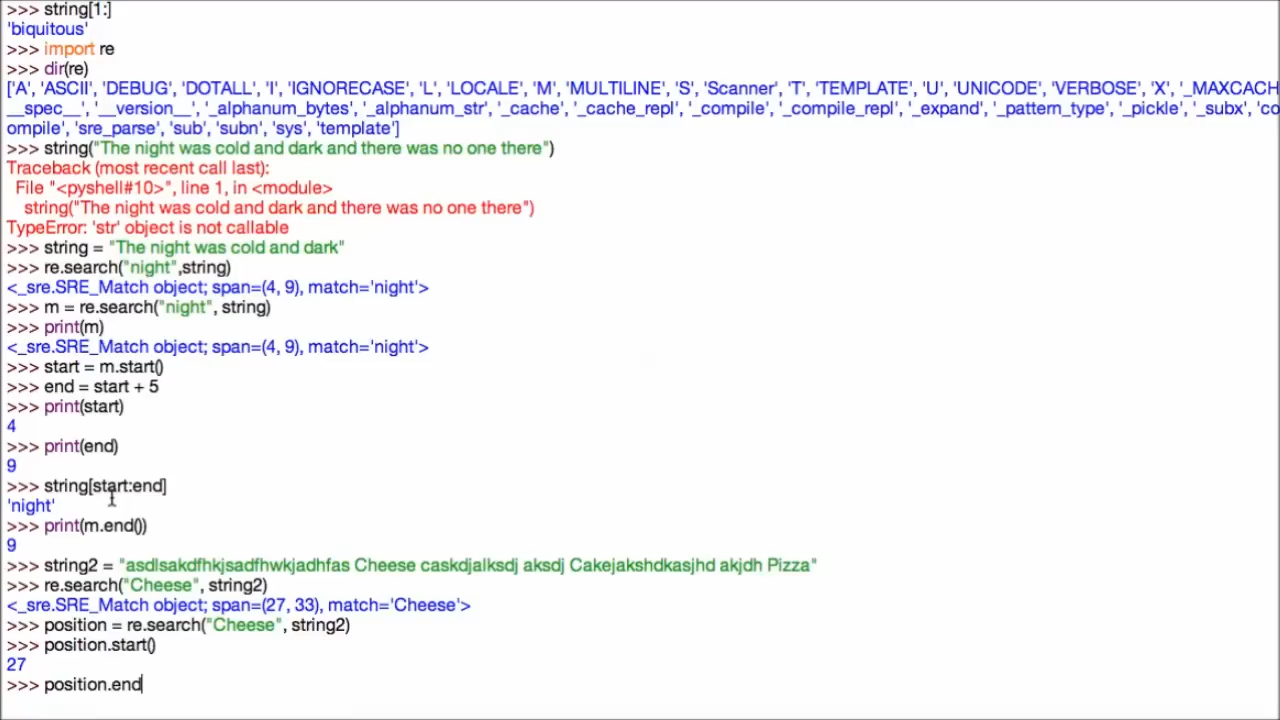 >>> string[1:]
'biquitous'
>>> import re
>>> dir(re)
['A', 'ASCII', 'DEBUG', 'DOTALL', 'I', 'IGNORECASE', 'L', 'LOCALE', 'M', 'MULTILINE', 'S', 'Scanner', 'T', 'TEMPLATE', 'U', 'UNICODE', 'VERBOSE', 'X', '_MAXCACH
__spec__', '__version__', '_alphanum_bytes', '_alphanum_str', '_cache', '_cache_repl', '_compile', '_compile_repl', '_expand', '_pattern_type', '_pickle', '_subx', 'co
ompile', 'sre_parse', 'sub', 'subn', 'sys', 'template']
>>> string("The night was cold and dark and there was no one there")
Traceback (most recent call last):
  File "<pyshell#10>", line 1, in <module>
    string("The night was cold and dark and there was no one there")
TypeError: 'str' object is not callable
>>> string = "The night was cold and dark"
>>> re.search("night",string)
<_sre.SRE_Match object; span=(4, 9), match='night'>
>>> m = re.search("night", string)
>>> print(m)
<_sre.SRE_Match object; span=(4, 9), match='night'>
>>> start = m.start()
>>> end = start + 5
>>> print(start)
4
>>> print(end)
9
>>> string[start:end]
'night'
>>> print(m.end())
9
>>> string2 = "asdlsakdfhkjsadfhwkjadhfas Cheese caskdjalksdj aksdj Cakejakshdkasjhd akjdh Pizza"
>>> re.search("Cheese", string2)
<_sre.SRE_Match object; span=(27, 33), match='Cheese'>
>>> position = re.search("Cheese", string2)
>>> position.start()
27
>>> position.end